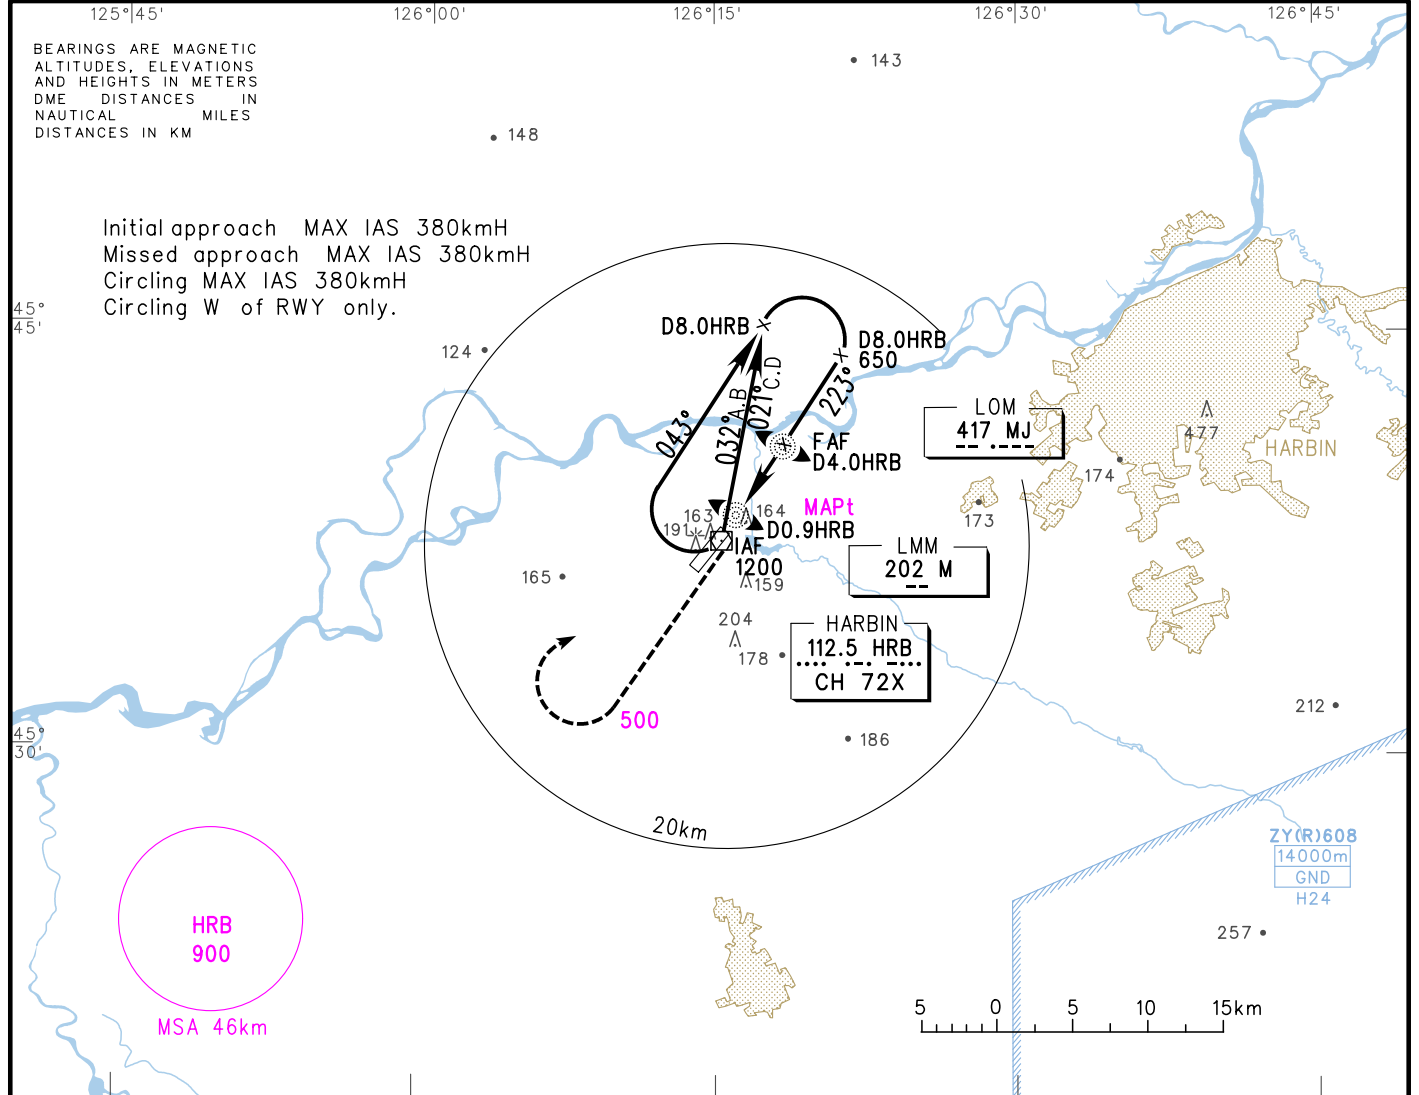 125°45'
126°00'
126°15'
126°30'
126°45'
BEARINGS ARE MAGNETIC
ALTITUDES, ELEVATIONS
AND HEIGHTS IN METERS
DME DISTANCES IN
NAUTICAL MILES
DISTANCES IN KM
143
148
Initial approach MAX IAS 380kmH
Missed approach MAX IAS 380kmH
Circling MAX IAS 380kmH
Circling W of RWY only.
45°
45'
D8.0HRB
D8.0HRB
650
124
043°
032°A.B
021°C.D
223°
FAF
D4.0HRB
LOM
417 MJ
477
HARBIN
174
173
MAPt
163
164
191
D0.9HRB
IAF
1200
LMM
202 M
165
159
204
178
HARBIN
112.5 HRB
CH 72X
500
212
186
45°
30'
20km
ZY(R)608
14000m
GND
H24
HRB
900
257
MSA 46km
5 0 5 10 15km